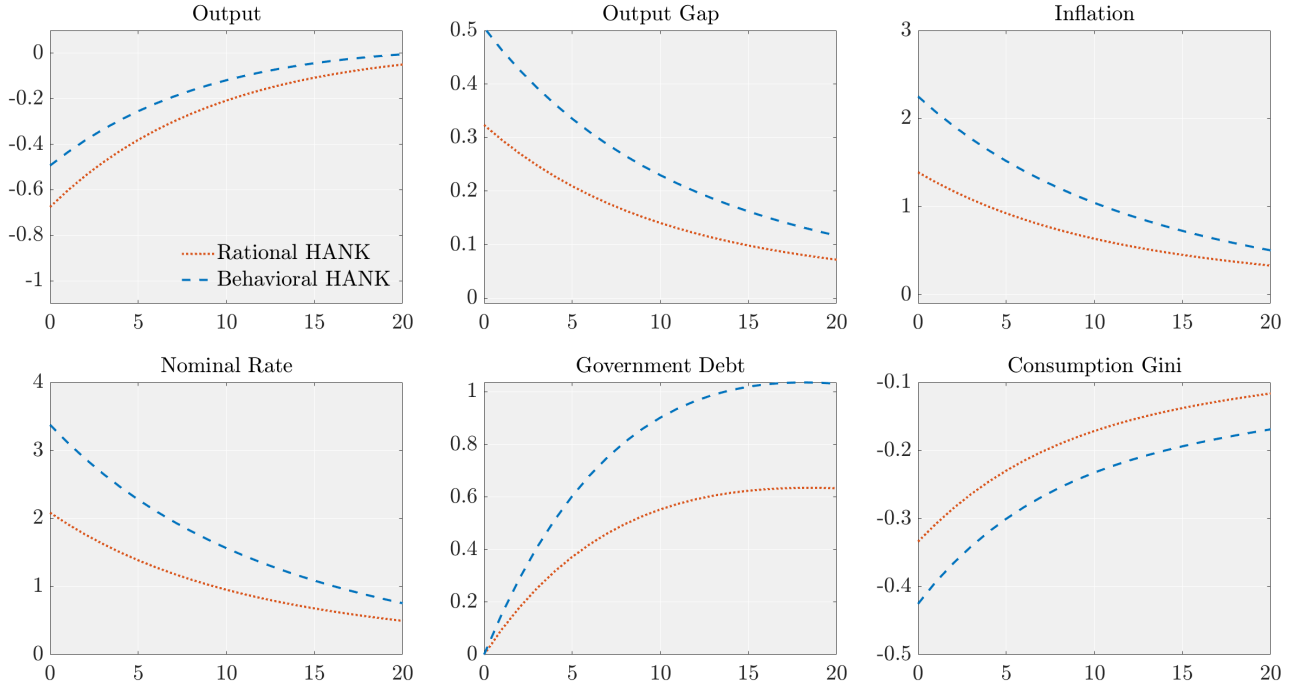 Output
0
-0.2
-0.4
-0.6
-0.8
-1
Rational HANK
Behavioral HANK
0 5 10 15 20
Output Gap
0.5
0.4
0.3
0.2
0.1
0
0 5 10 15 20
Inflation
3
2
1
0
0 5 10 15 20
Nominal Rate
4
3
2
1
0
0 5 10 15 20
Government Debt
1
0.8
0.6
0.4
0.2
0
0 5 10 15 20
Consumption Gini
-0.1
-0.2
-0.3
-0.4
-0.5
0 5 10 15 20